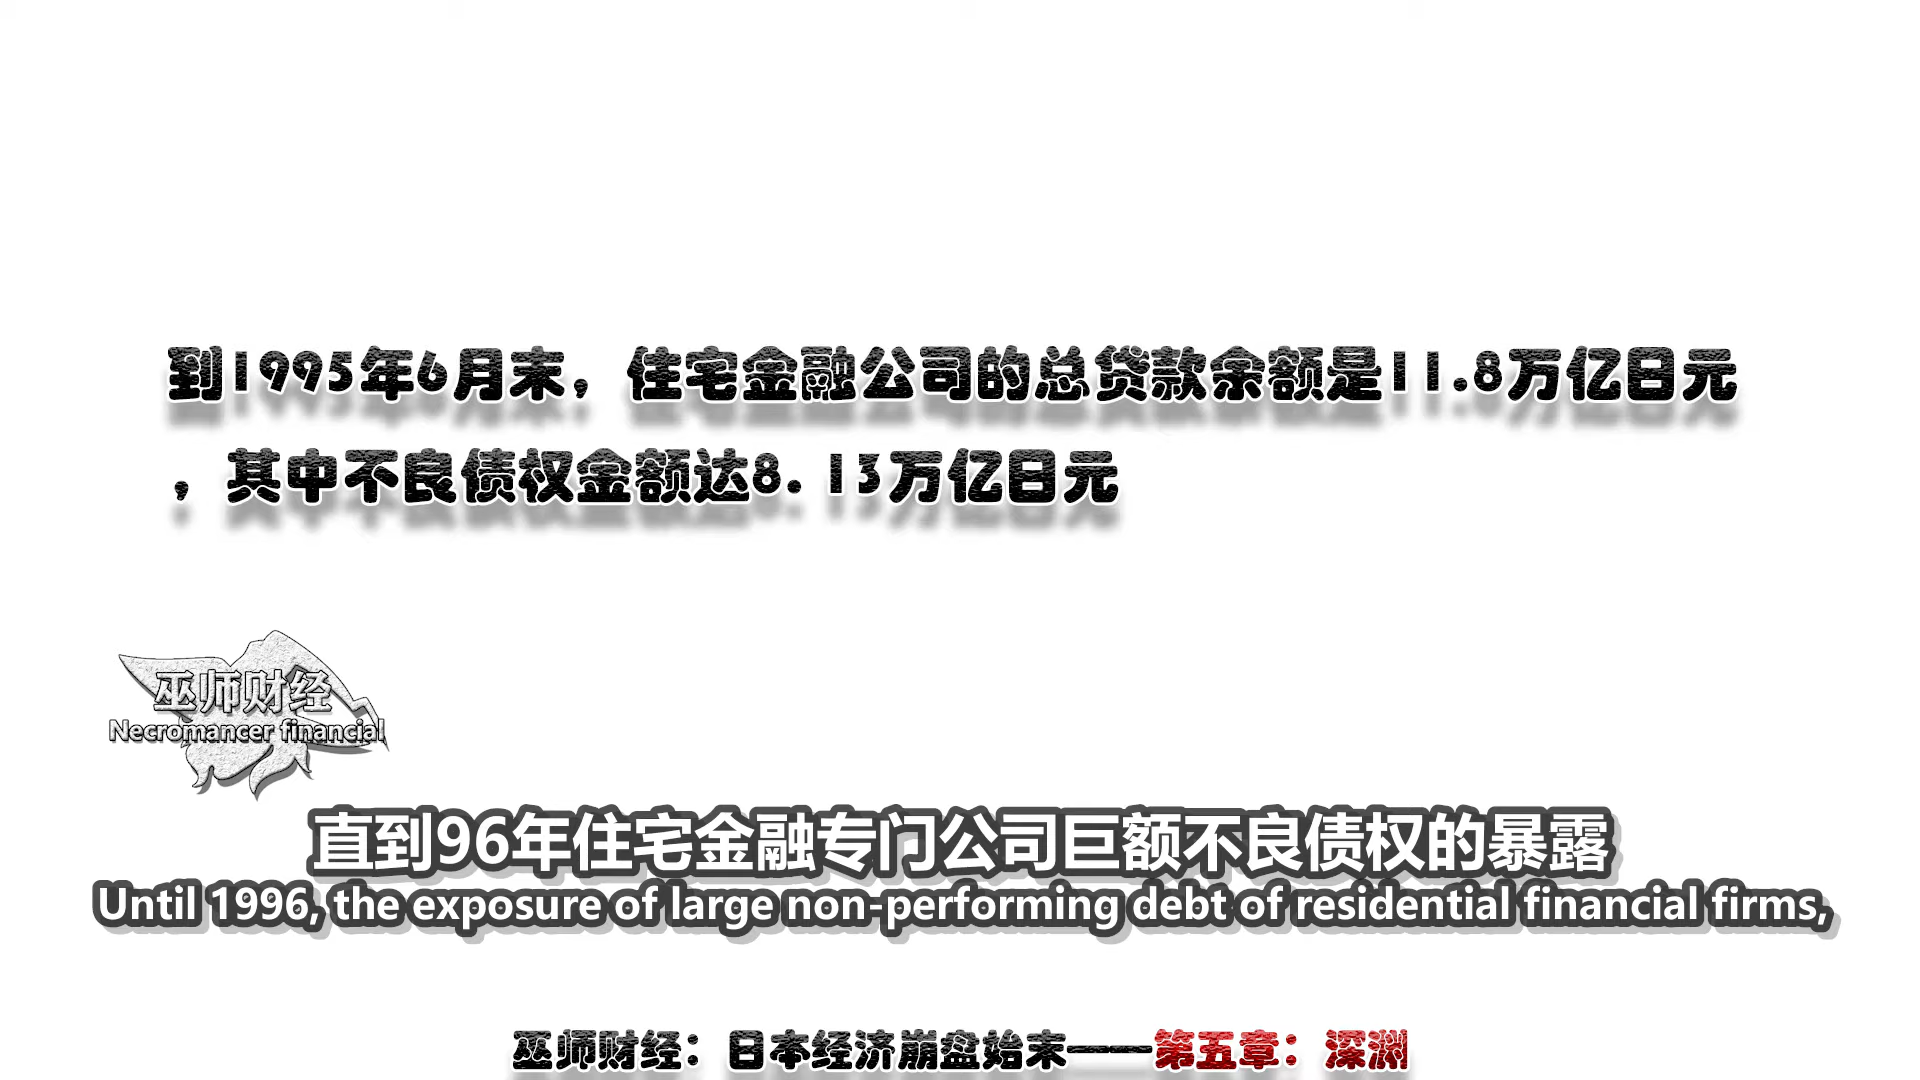 到1995年6月末，住宅金融公司的总贷款余额是11.8万亿日元
，其中不良债权金额达8.13万亿日元
巫师财经
Necromancer financial
直到96年住宅金融专门公司巨额不良债权的暴露
Until 1996, the exposure of large non-performing debt of residential financial firms,
巫师财经：日本经济崩盘始末——第五章：深渊